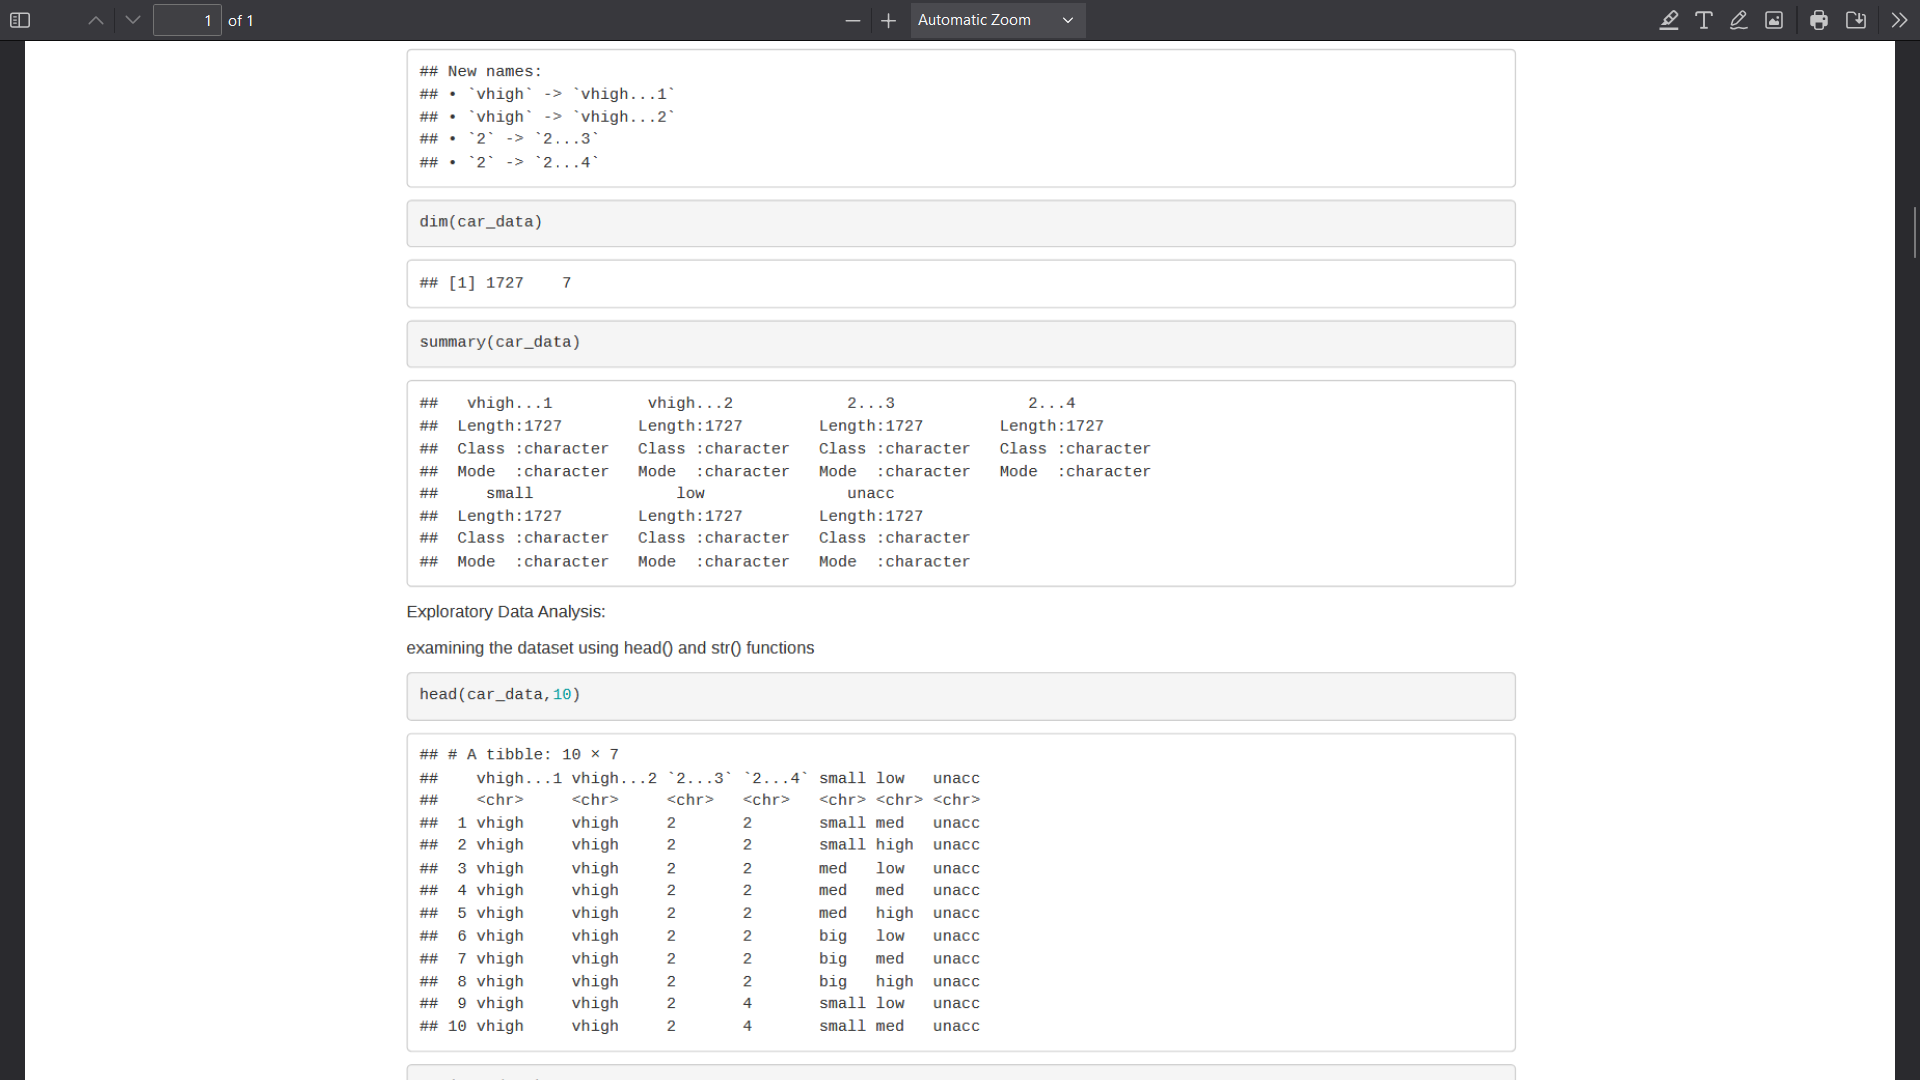 1 of 1 Automatic Zoom
## New names:
## • `vhigh` -> `vhigh...1`
## • `vhigh` -> `vhigh...2`
## • `2` -> `2...3`
## • `2` -> `2...4`
dim(car_data)
## [1] 1727    7
summary(car_data)
##   vhigh...1          vhigh...2            2...3              2...4
##  Length:1727        Length:1727        Length:1727        Length:1727
##  Class :character   Class :character   Class :character   Class :character
##  Mode  :character   Mode  :character   Mode  :character   Mode  :character
##     small               low               unacc
##  Length:1727        Length:1727        Length:1727
##  Class :character   Class :character   Class :character
##  Mode  :character   Mode  :character   Mode  :character
Exploratory Data Analysis:
examining the dataset using head() and str() functions
head(car_data,10)
## # A tibble: 10 × 7
##    vhigh...1 vhigh...2 `2...3` `2...4` small low   unacc
##    <chr>     <chr>     <chr>   <chr>   <chr> <chr> <chr>
##  1 vhigh     vhigh     2       2       small med   unacc
##  2 vhigh     vhigh     2       2       small high  unacc
##  3 vhigh     vhigh     2       2       med   low   unacc
##  4 vhigh     vhigh     2       2       med   med   unacc
##  5 vhigh     vhigh     2       2       med   high  unacc
##  6 vhigh     vhigh     2       2       big   low   unacc
##  7 vhigh     vhigh     2       2       big   med   unacc
##  8 vhigh     vhigh     2       2       big   high  unacc
##  9 vhigh     vhigh     2       4       small low   unacc
## 10 vhigh     vhigh     2       4       small med   unacc